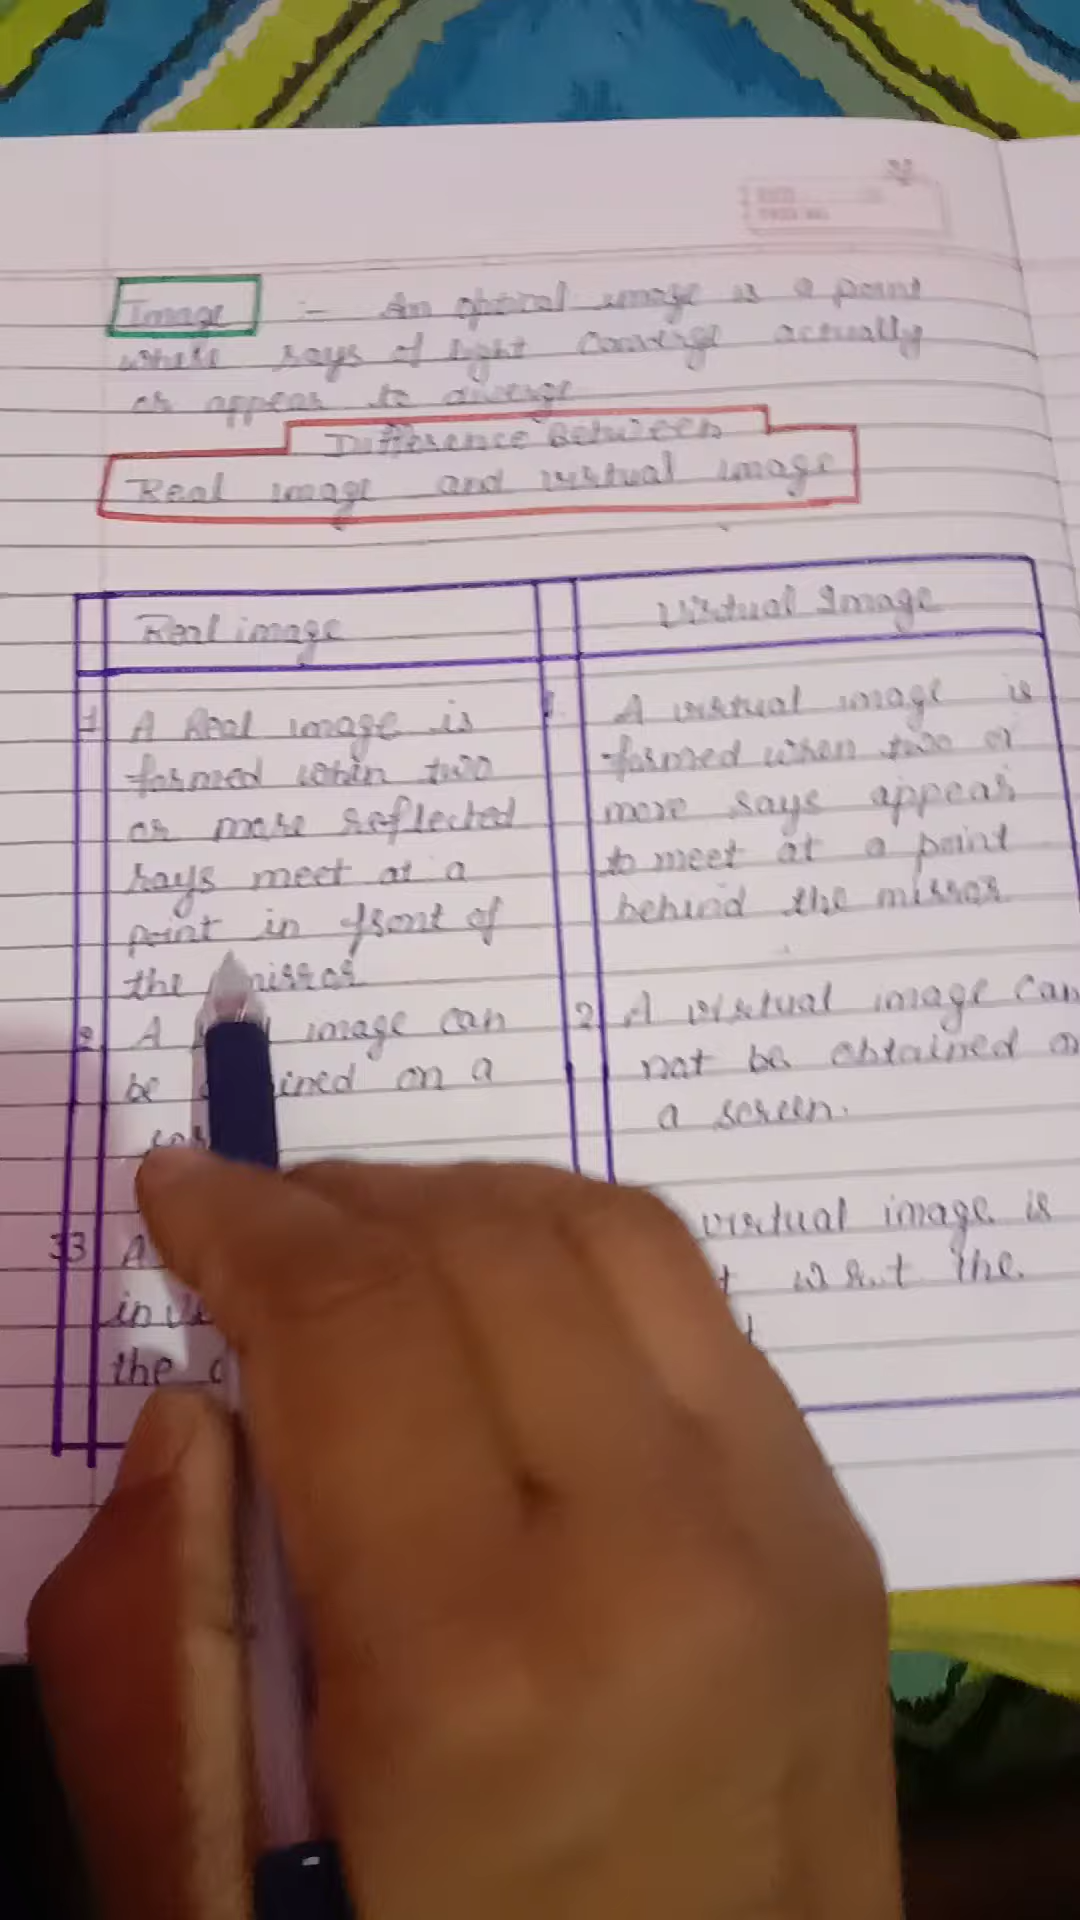 Image :- An optical image is a point
where rays of light converge actually
or appear to diverge
Difference Between
Real image and virtual image
Real image
1 A Real image is
formed when two
or more reflected
rays meet at a
point in front of
the mirror
2. A image can
be on a
33 A
the
Virtual Image
1. A virtual image is
formed when two or
more rays appear
to meet at a point
behind the mirror
2. A virtual image can
not be obtained on
a screen.
virtual image is
w.r.t the.